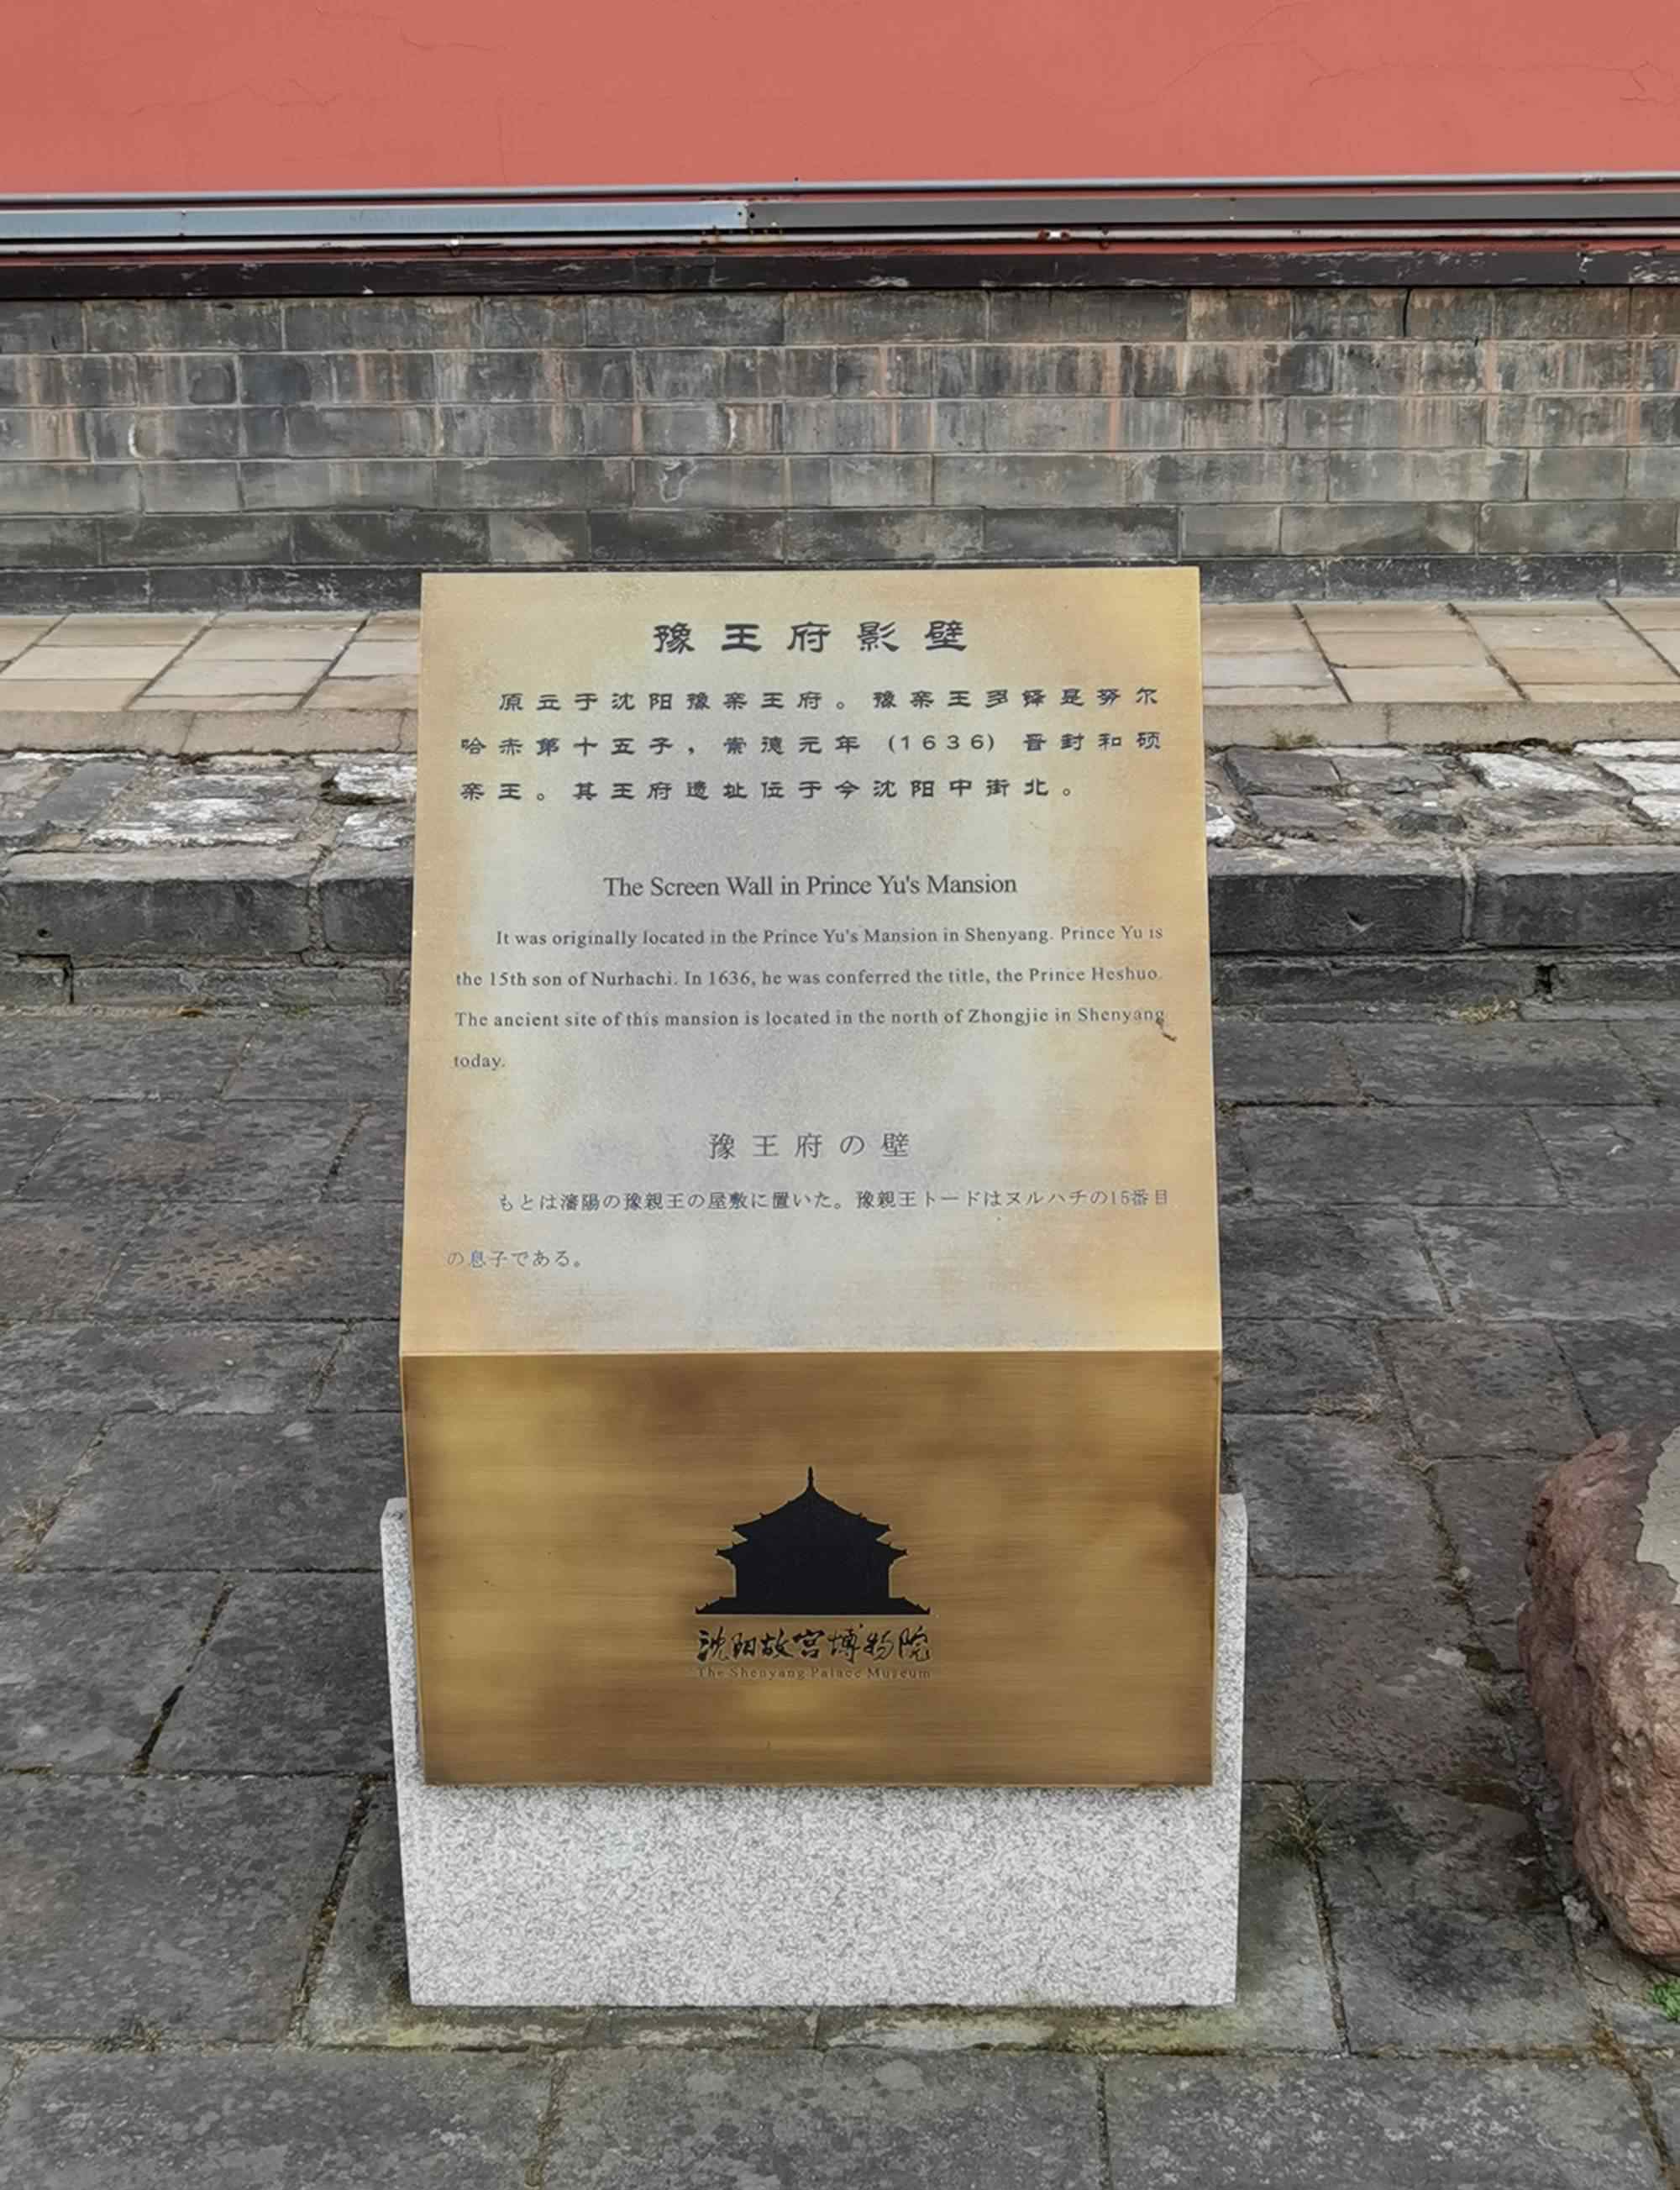 豫王府影壁
原立于沈阳豫亲王府。豫亲王多铎是努尔
哈赤第十五子，崇德元年（1636）晋封和硕
亲王。其王府遗址位于今沈阳中街北。
The Screen Wall in Prince Yu's Mansion
It was originally located in the Prince Yu's Mansion in Shenyang. Prince Yu is
the 15th son of Nurhachi. In 1636, he was conferred the title, the Prince Heshuo.
The ancient site of this mansion is located in the north of Zhongjie in Shenyang
today.
豫王府の壁
もとは瀋陽の豫親王の屋敷に置いた。豫親王トードはヌルハチの15番目
の息子である。
沈阳故宫博物院
The Shenyang Palace Museum